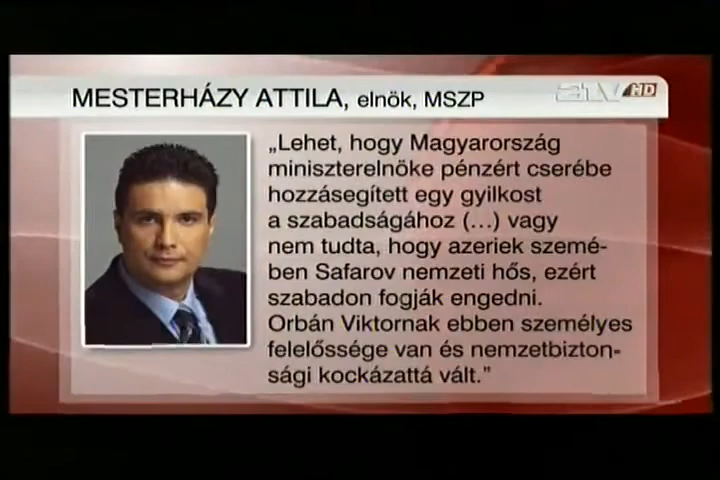 MESTERHÁZY ATTILA, elnök, MSZP
atv HD
„Lehet, hogy Magyarország
miniszterelnöke pénzért cserébe
hozzásegített egy gyilkost
a szabadságához (...) vagy
nem tudta, hogy azeriek szemé-
ben Safarov nemzeti hős, ezért
szabadon fogják engedni.
Orbán Viktornak ebben személyes
felelőssége van és nemzetbizton-
sági kockázattá vált.”